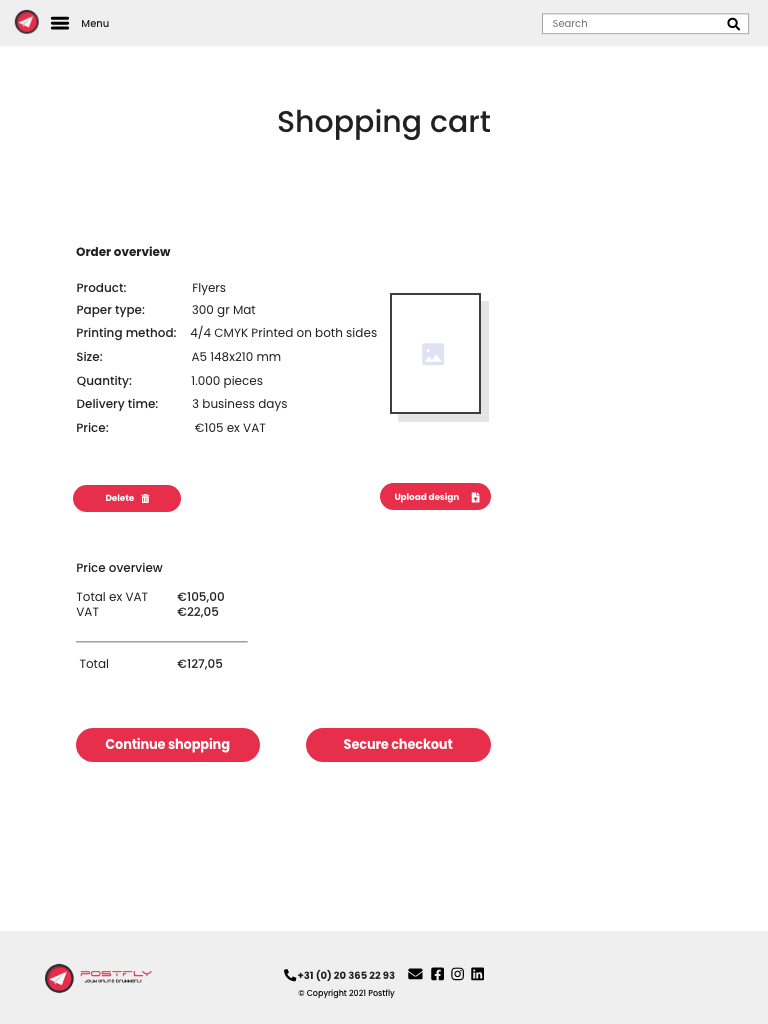 Menu
Search
Shopping cart
Order overview
Product: Flyers
Paper type: 300 gr Mat
Printing method: 4/4 CMYK Printed on both sides
Size: A5 148x210 mm
Quantity: 1.000 pieces
Delivery time: 3 business days
Price: €105 ex VAT
Delete
Upload design
Price overview
Total ex VAT €105,00
VAT €22,05
Total €127,05
Continue shopping
Secure checkout
POSTFLY
JOUW ONLINE DRUKKERIJ!
+31 (0) 20 365 22 93
© Copyright 2021 Postfly